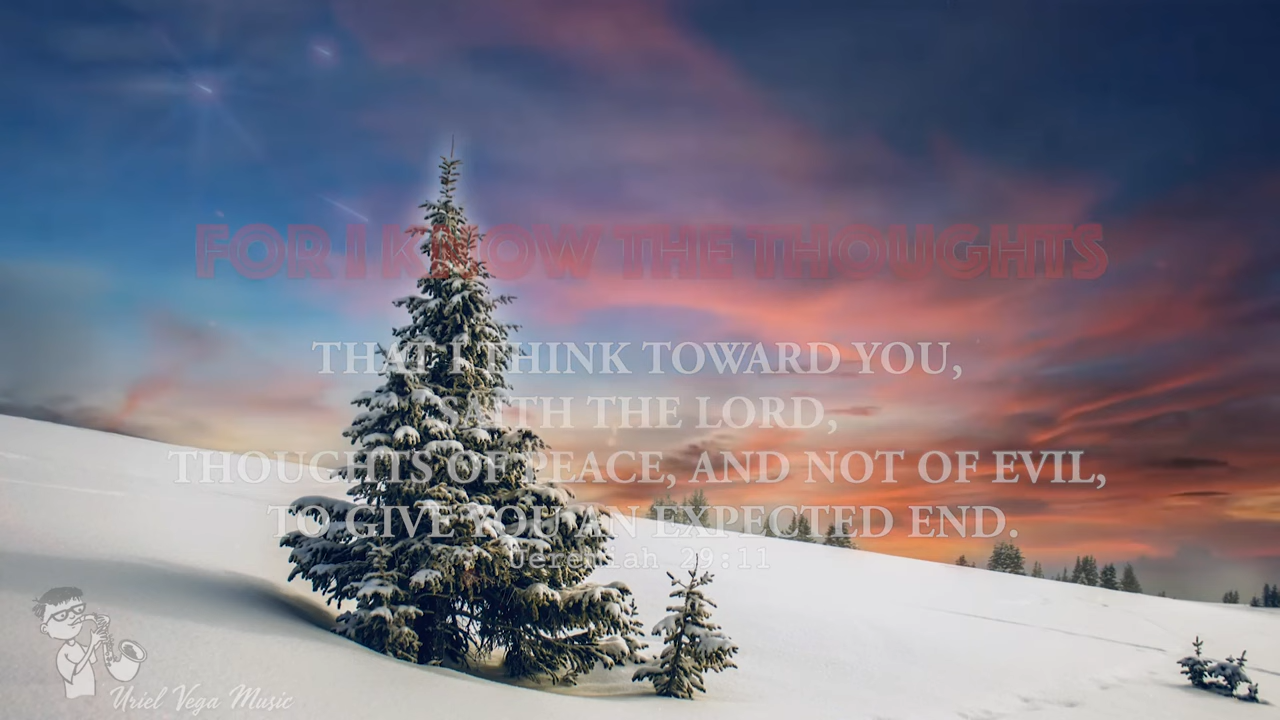 FOR I KNOW THE THOUGHTS
THAT I THINK TOWARD YOU,
SAITH THE LORD,
THOUGHTS OF PEACE, AND NOT OF EVIL,
TO GIVE YOU AN EXPECTED END.
Jeremiah 29:11
Uriel Vega Music